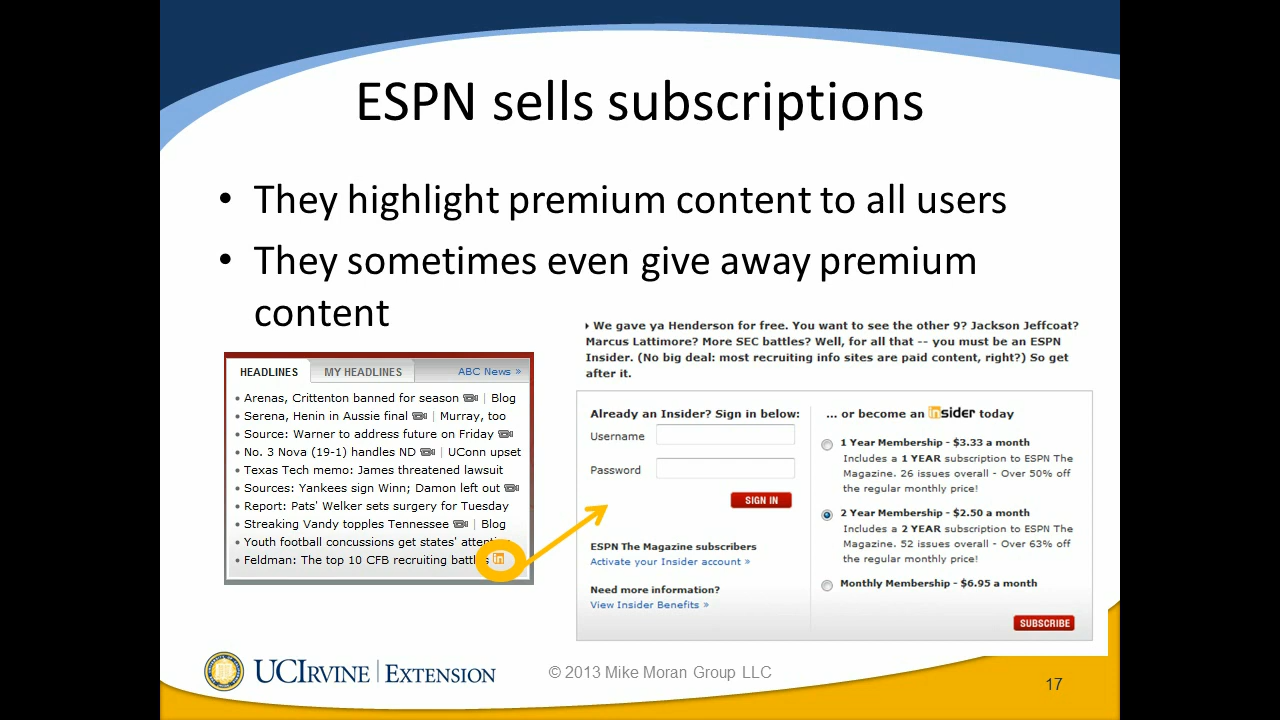 ESPN sells subscriptions
• They highlight premium content to all users
• They sometimes even give away premium
content
HEADLINES
MY HEADLINES
ABC News »
• Arenas, Crittenton banned for season | Blog
• Serena, Henin in Aussie final | Murray, too
• Source: Warner to address future on Friday
• No. 3 Nova (19-1) handles ND | UConn upset
• Texas Tech memo: James threatened lawsuit
• Sources: Yankees sign Winn; Damon left out
• Report: Pats' Welker sets surgery for Tuesday
• Streaking Vandy topples Tennessee | Blog
• Youth football concussions get states'
• Feldman: The top 10 CFB recruiting battles in
We gave ya Henderson for free. You want to see the other 9? Jackson Jeffcoat?
Marcus Lattimore? More SEC battles? Well, for all that -- you must be an ESPN
Insider. (No big deal: most recruiting info sites are paid content, right?) So get
after it.
Already an Insider? Sign in below:
Username
Password
SIGN IN
ESPN The Magazine subscribers
Activate your Insider account »
Need more information?
View Insider Benefits »
... or become an insider today
1 Year Membership - $3.33 a month
Includes a 1 YEAR subscription to ESPN The
Magazine. 26 issues overall - Over 50% off
the regular monthly price!
2 Year Membership - $2.50 a month
Includes a 2 YEAR subscription to ESPN The
Magazine. 52 issues overall - Over 63% off
the regular monthly price!
Monthly Membership - $6.95 a month
SUBSCRIBE
UCIRVINE | EXTENSION
© 2013 Mike Moran Group LLC
17